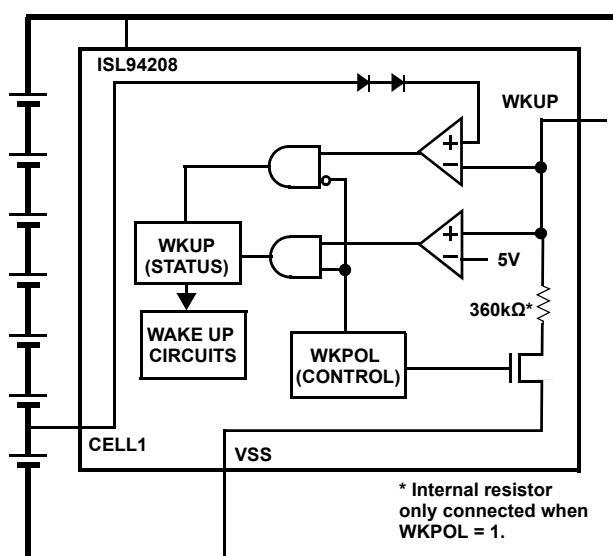 ISL94208
WKUP
+
−
WKUP
(STATUS)
+
−
5V
360kΩ*
WAKE UP
CIRCUITS
WKPOL
(CONTROL)
CELL1
VSS
* Internal resistor
only connected when
WKPOL = 1.